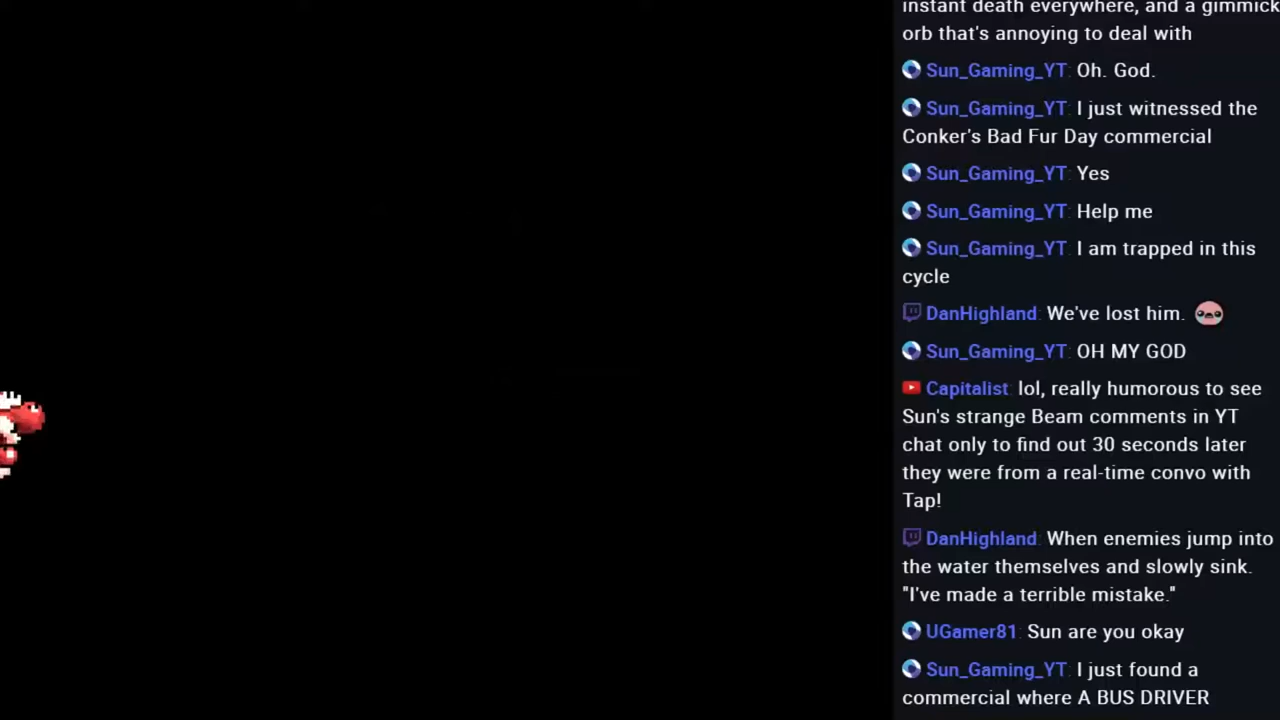 instant death everywhere, and a gimmick
orb that's annoying to deal with
Sun_Gaming_YT: Oh. God.
Sun_Gaming_YT: I just witnessed the
Conker's Bad Fur Day commercial
Sun_Gaming_YT: Yes
Sun_Gaming_YT: Help me
Sun_Gaming_YT: I am trapped in this
cycle
DanHighland: We've lost him.
Sun_Gaming_YT: OH MY GOD
Capitalist: lol, really humorous to see
Sun's strange Beam comments in YT
chat only to find out 30 seconds later
they were from a real-time convo with
Tap!
DanHighland: When enemies jump into
the water themselves and slowly sink.
"I've made a terrible mistake."
UGamer81: Sun are you okay
Sun_Gaming_YT: I just found a
commercial where A BUS DRIVER